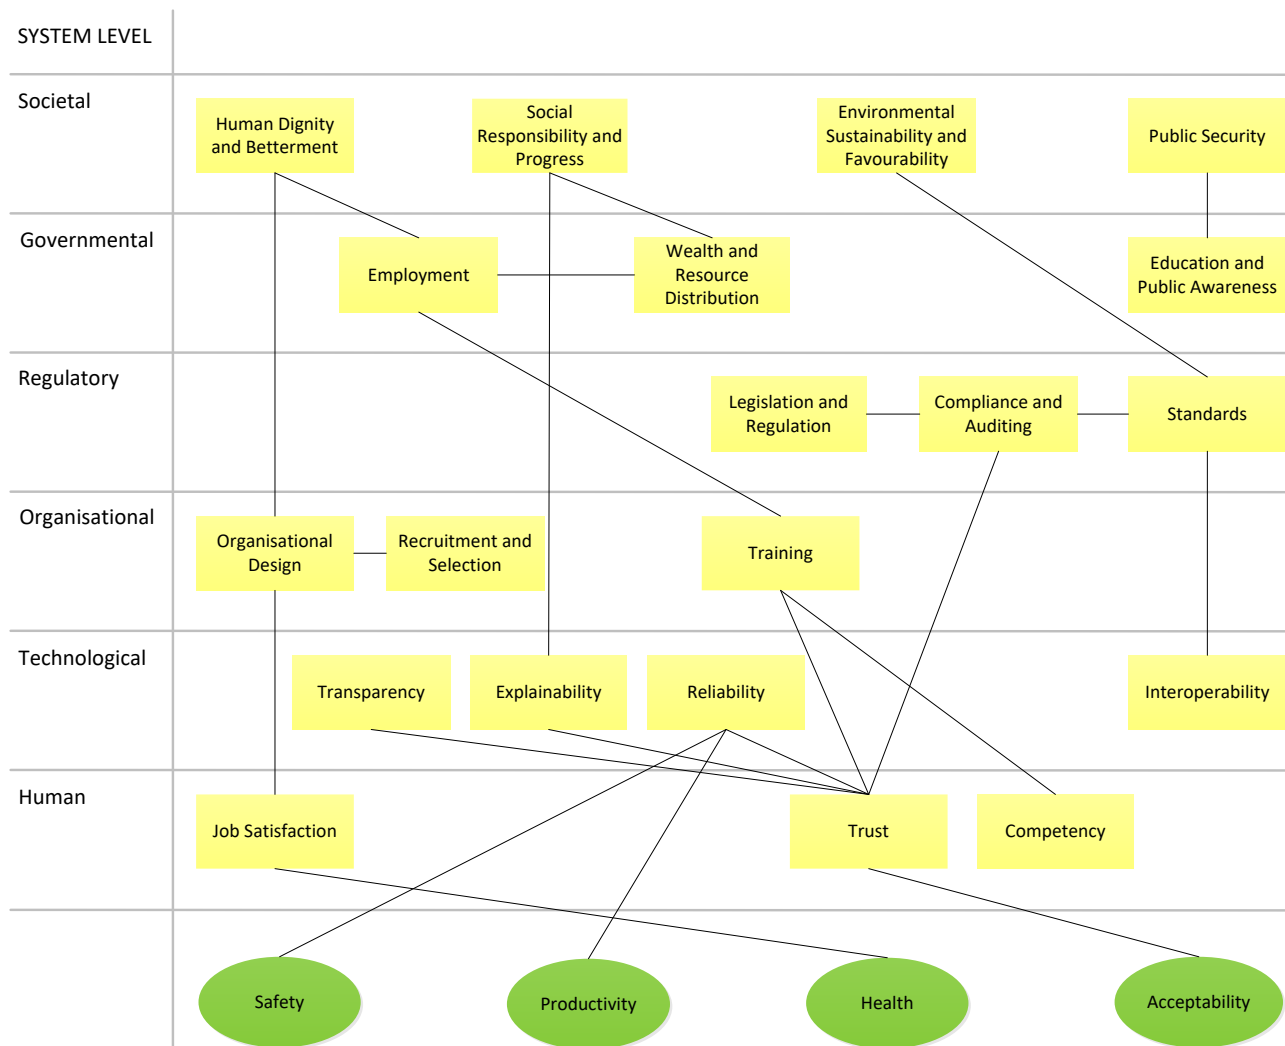 SYSTEM LEVEL
Societal
Human Dignity
and Betterment
Social
Responsibility and
Progress
Environmental
Sustainability and
Favourability
Public Security
Governmental
Employment
Wealth and
Resource
Distribution
Education and
Public Awareness
Regulatory
Legislation and
Regulation
Compliance and
Auditing
Standards
Organisational
Organisational
Design
Recruitment and
Selection
Training
Technological
Transparency
Explainability
Reliability
Interoperability
Human
Job Satisfaction
Trust
Competency
Safety
Productivity
Health
Acceptability